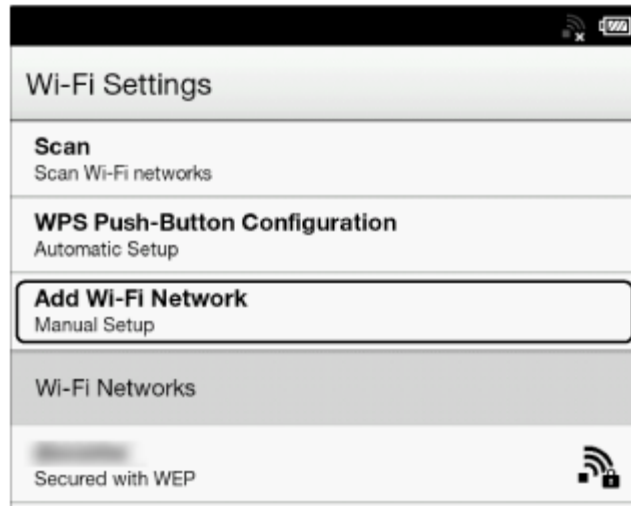 Wi-Fi Settings
Scan
Scan Wi-Fi networks
WPS Push-Button Configuration
Automatic Setup
Add Wi-Fi Network
Manual Setup
Wi-Fi Networks
Secured with WEP